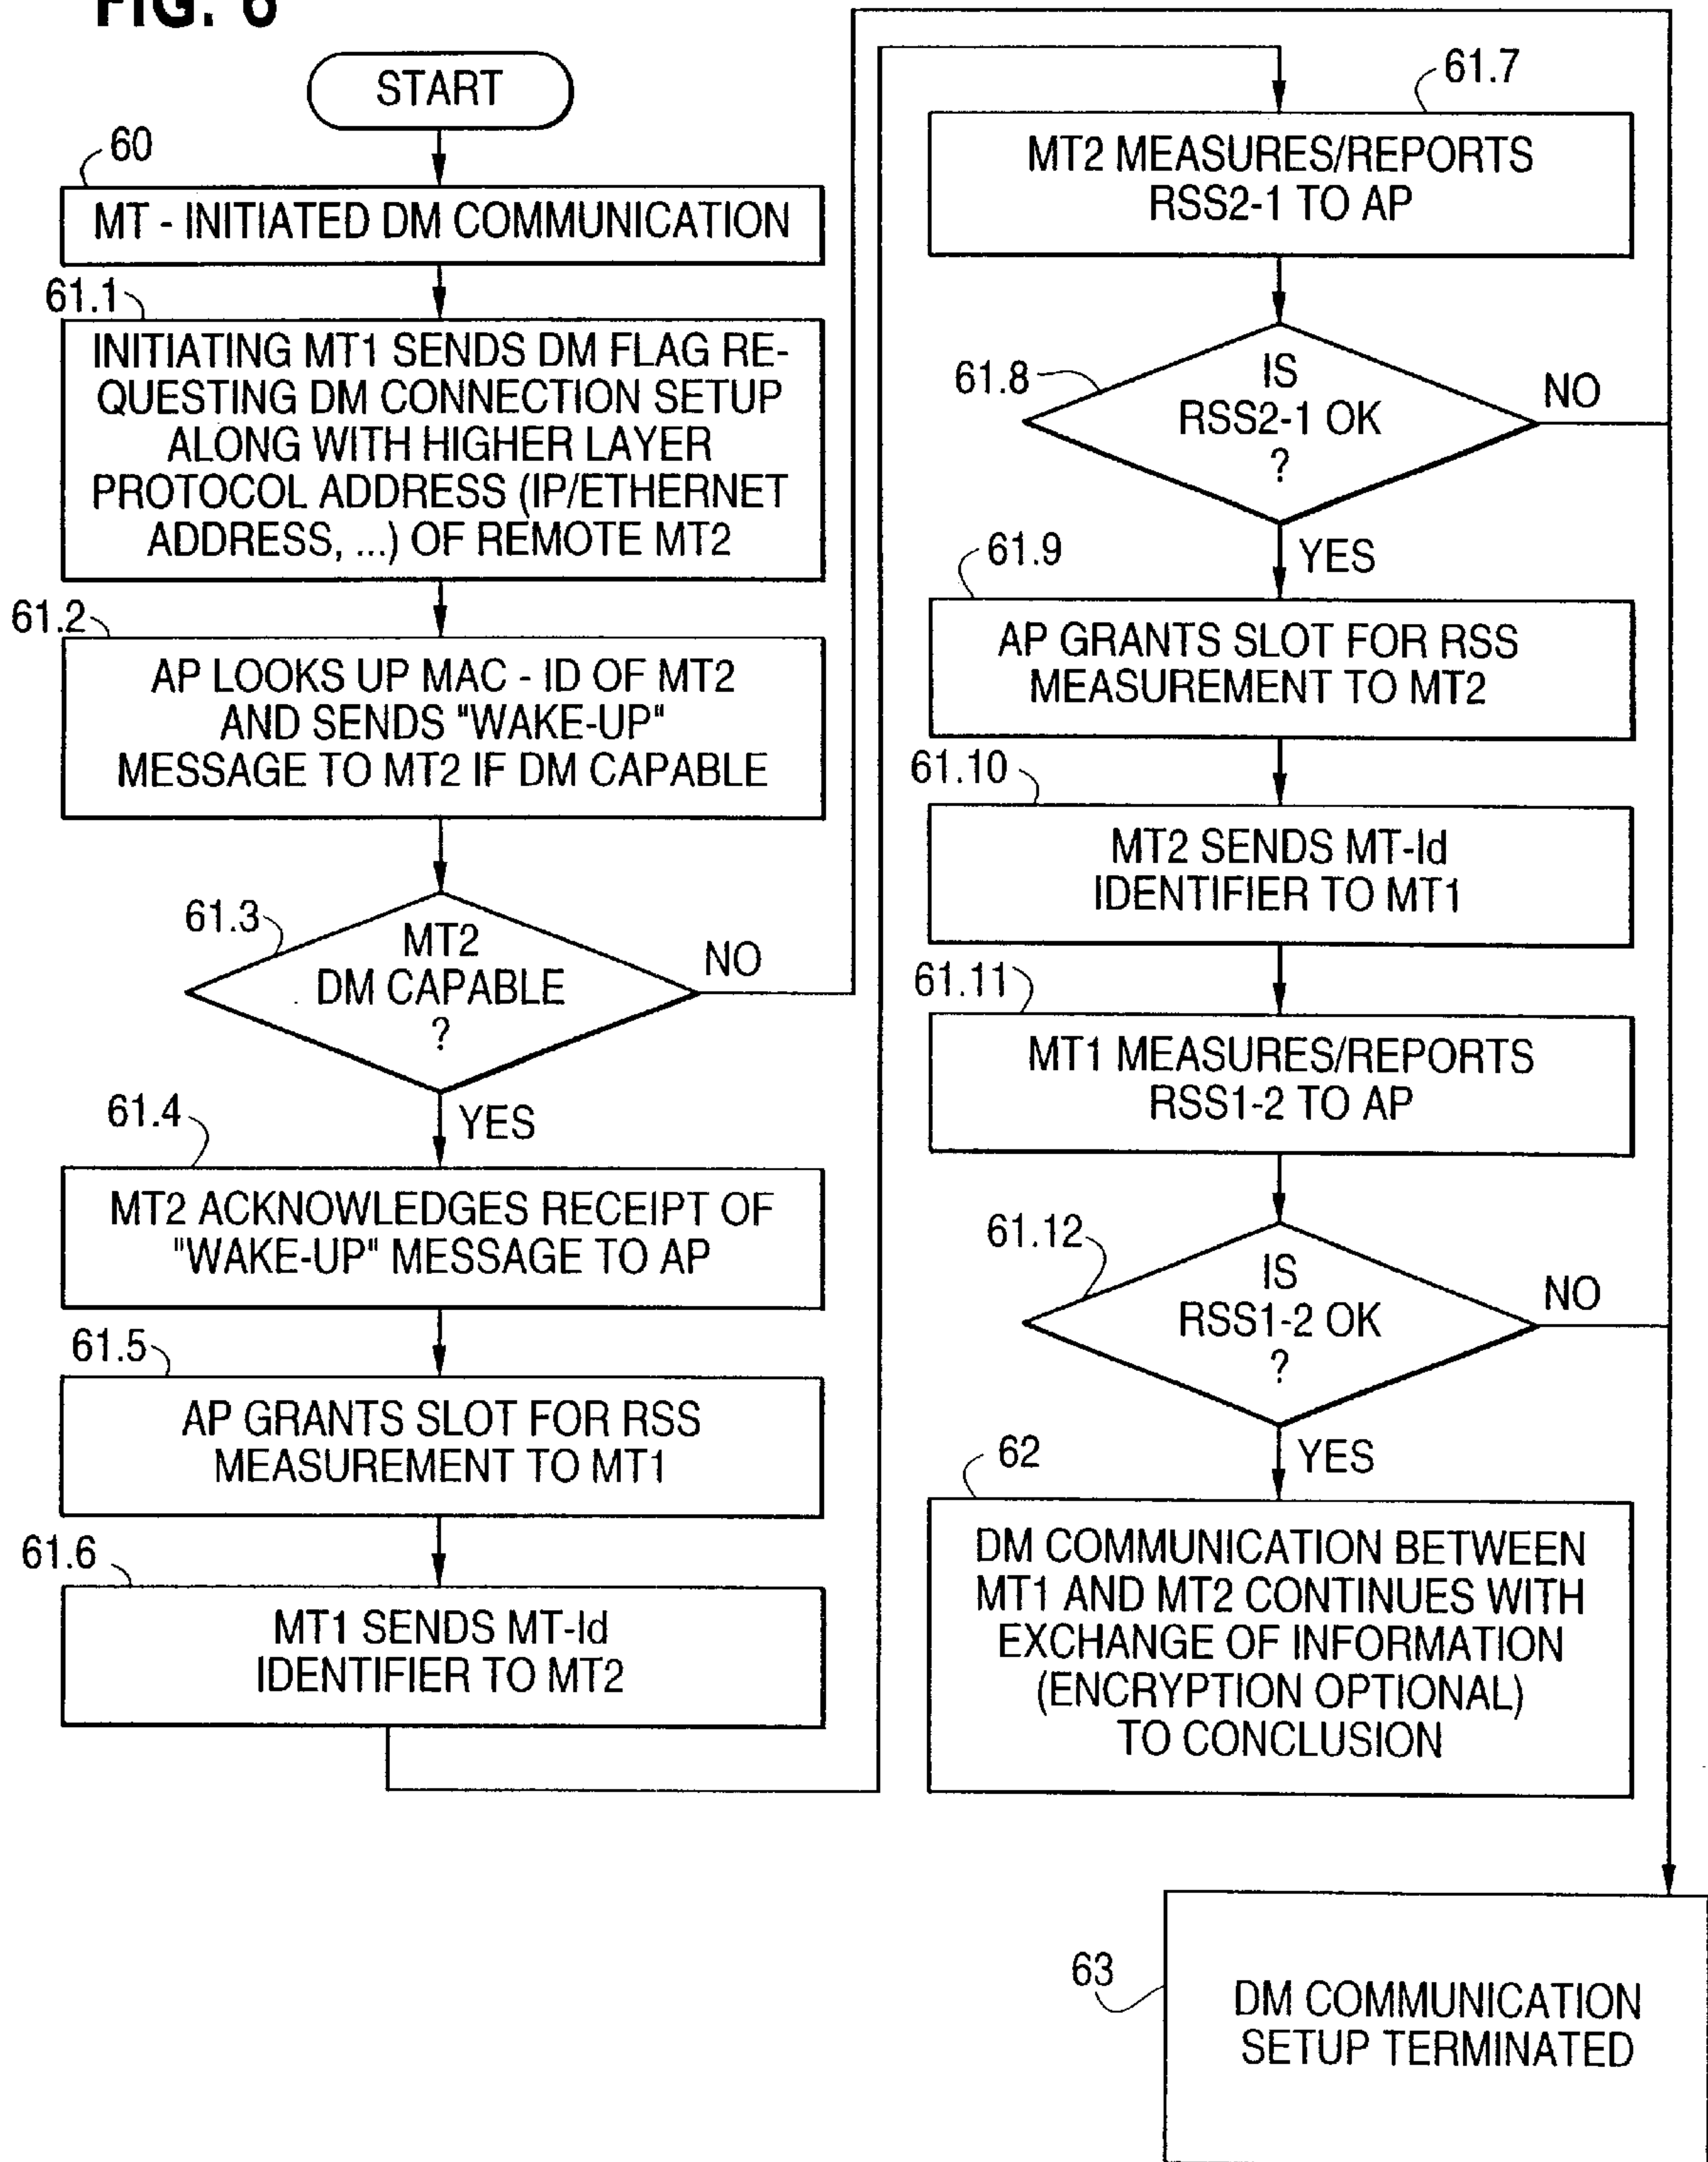 FIG. 6
START
60
MT - INITIATED DM COMMUNICATION
61.1
INITIATING MT1 SENDS DM FLAG RE-
QUESTING DM CONNECTION SETUP
ALONG WITH HIGHER LAYER
PROTOCOL ADDRESS (IP/ETHERNET
ADDRESS, ...) OF REMOTE MT2
61.2
AP LOOKS UP MAC - ID OF MT2
AND SENDS "WAKE-UP"
MESSAGE TO MT2 IF DM CAPABLE
61.3
MT2
DM CAPABLE
?
NO
YES
61.4
MT2 ACKNOWLEDGES RECEIPT OF
"WAKE-UP" MESSAGE TO AP
61.5
AP GRANTS SLOT FOR RSS
MEASUREMENT TO MT1
61.6
MT1 SENDS MT-Id
IDENTIFIER TO MT2
61.7
MT2 MEASURES/REPORTS
RSS2-1 TO AP
61.8
IS
RSS2-1 OK
?
NO
YES
61.9
AP GRANTS SLOT FOR RSS
MEASUREMENT TO MT2
61.10
MT2 SENDS MT-Id
IDENTIFIER TO MT1
61.11
MT1 MEASURES/REPORTS
RSS1-2 TO AP
61.12
IS
RSS1-2 OK
?
NO
YES
62
DM COMMUNICATION BETWEEN
MT1 AND MT2 CONTINUES WITH
EXCHANGE OF INFORMATION
(ENCRYPTION OPTIONAL)
TO CONCLUSION
63
DM COMMUNICATION
SETUP TERMINATED